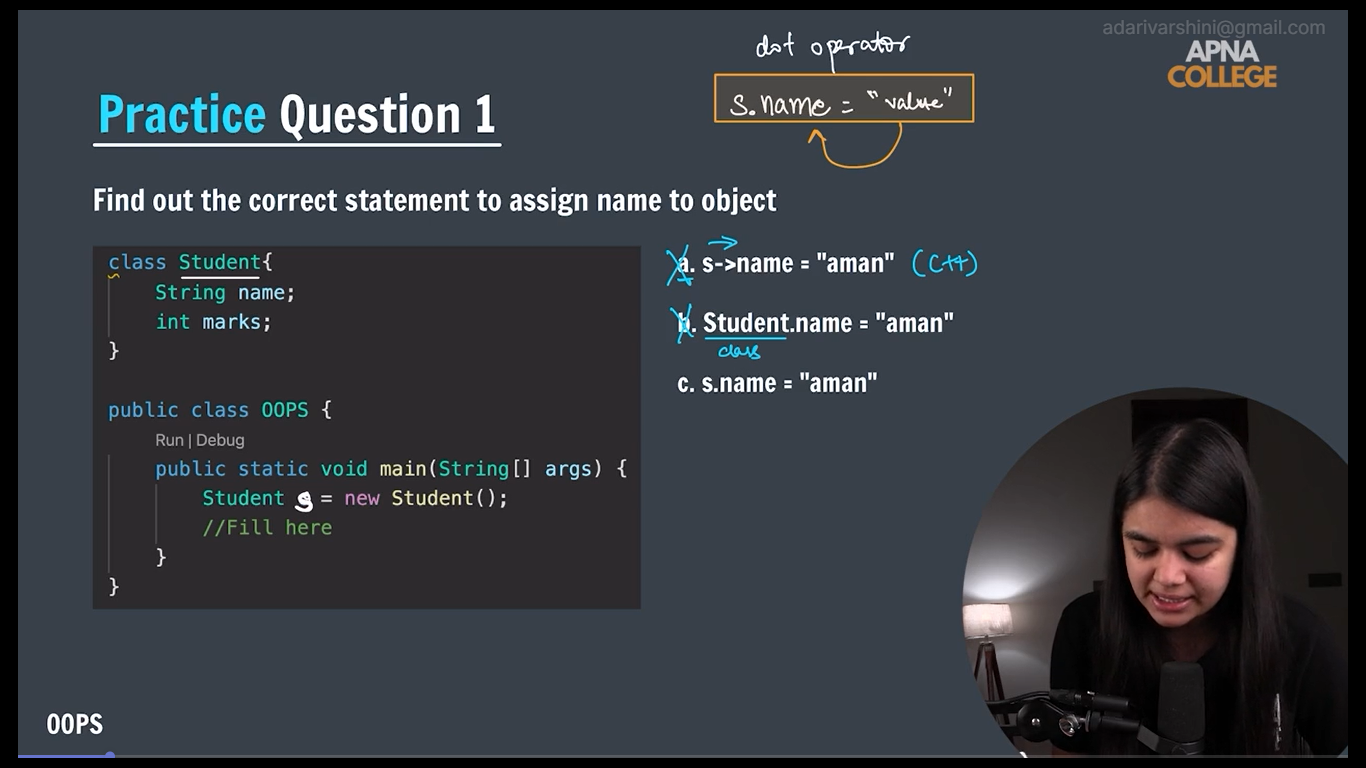 adarivarshini@gmail.com
APNA
COLLEGE
dot operator
s.name = "value"
Practice Question 1
Find out the correct statement to assign name to object
class Student{
String name;
int marks;
}
public class OOPS {
Run | Debug
public static void main(String[] args) {
Student s = new Student();
//Fill here
}
}
a. s->name = "aman" (C++)
b. Student.name = "aman"
class
c. s.name = "aman"
OOPS